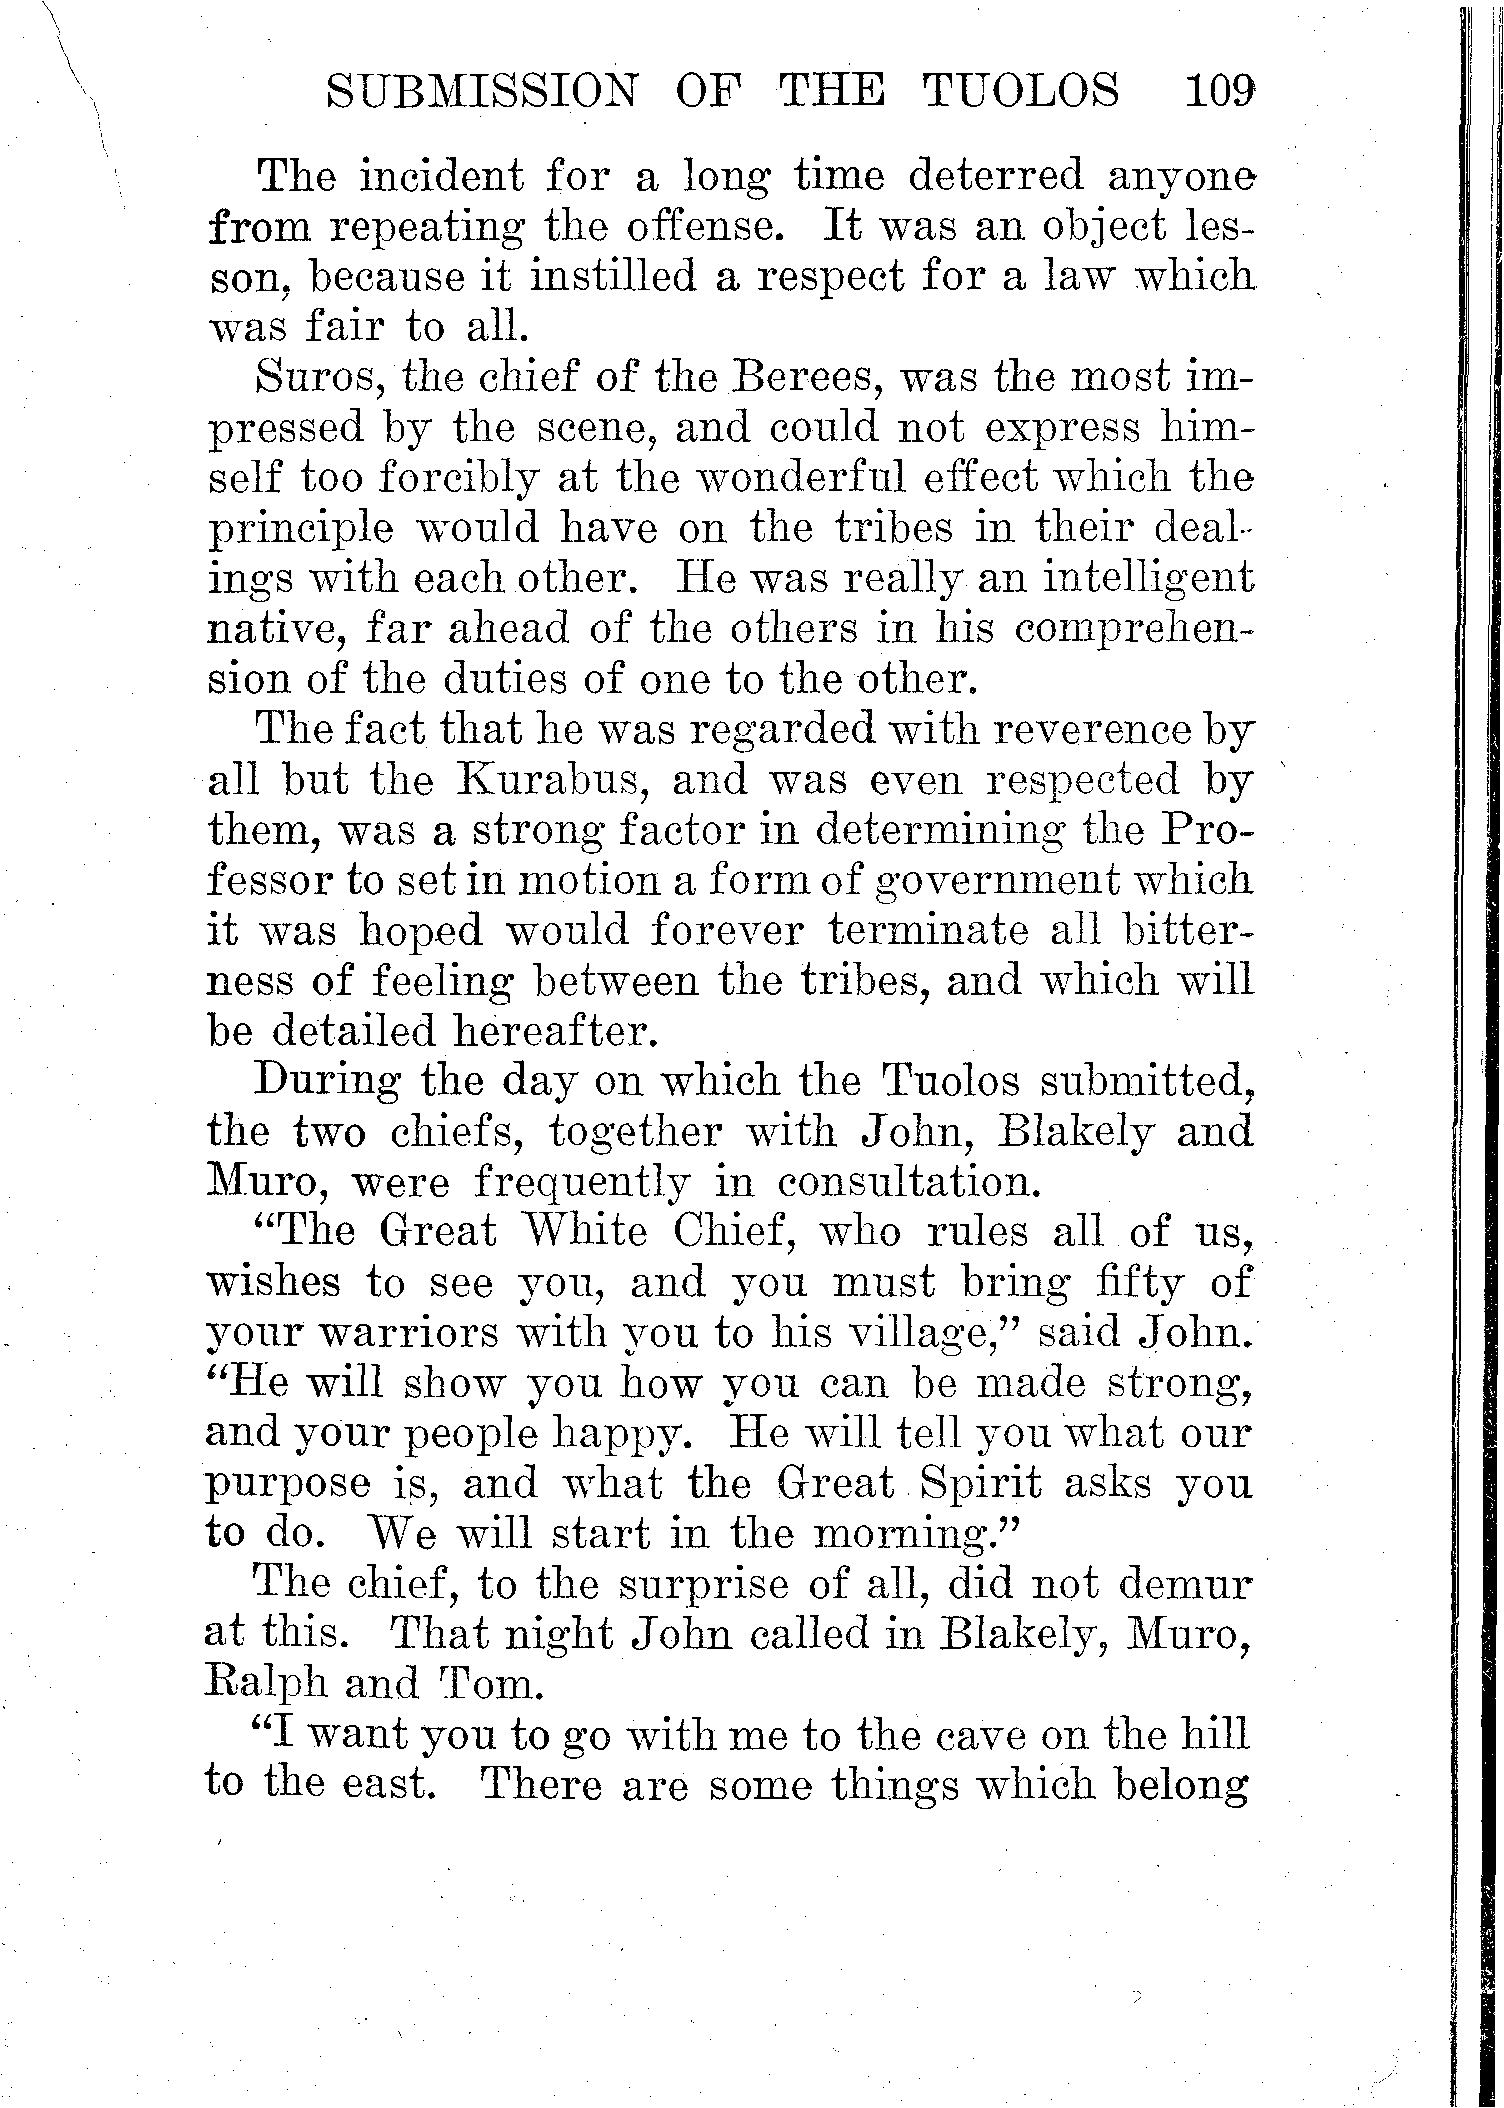 SUBMISSION OF THE TUOLOS 109
The incident for a long time deterred anyone
from repeating the offense. It was an object les-
son, because it instilled a respect for a law which
was fair to all.
Suros, the chief of the Berees, was the most im-
pressed by the scene, and could not express him-
self too forcibly at the wonderful effect which the
principle would have on the tribes in their deal-
ings with each other. He was really an intelligent
native, far ahead of the others in his comprehen-
sion of the duties of one to the other.
The fact that he was regarded with reverence by
all but the Kurabus, and was even respected by
them, was a strong factor in determining the Pro-
fessor to set in motion a form of government which
it was hoped would forever terminate all bitter-
ness of feeling between the tribes, and which will
be detailed hereafter.
During the day on which the Tuolos submitted,
the two chiefs, together with John, Blakely and
Muro, were frequently in consultation.
“The Great White Chief, who rules all of us,
wishes to see you, and you must bring fifty of
your warriors with you to his village,” said John.
“He will show you how you can be made strong,
and your people happy. He will tell you what our
purpose is, and what the Great Spirit asks you
to do. We will start in the morning.”
The chief, to the surprise of all, did not demur
at this. That night John called in Blakely, Muro,
Ralph and Tom.
“I want you to go with me to the cave on the hill
to the east. There are some things which belong